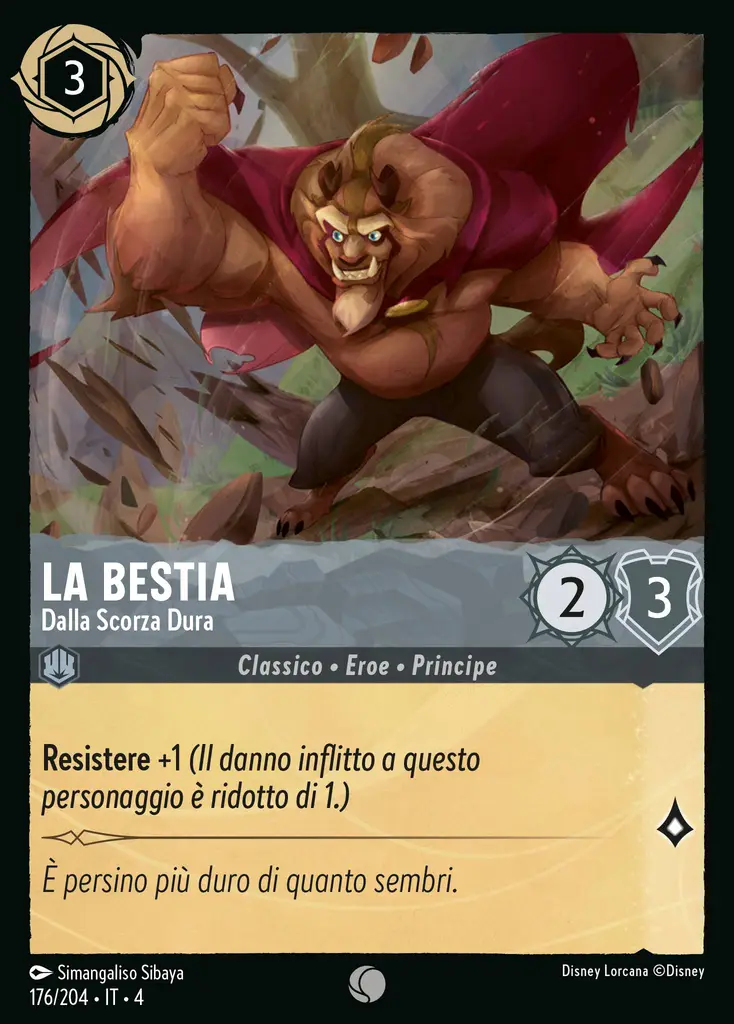 3
LA BESTIA
Dalla Scorza Dura
2
3
Classico • Eroe • Principe
Resistere +1 (Il danno inflitto a questo
personaggio è ridotto di 1.)
È persino più duro di quanto sembri.
Simangaliso Sibaya
Disney Lorcana ©Disney
176/204 • IT • 4